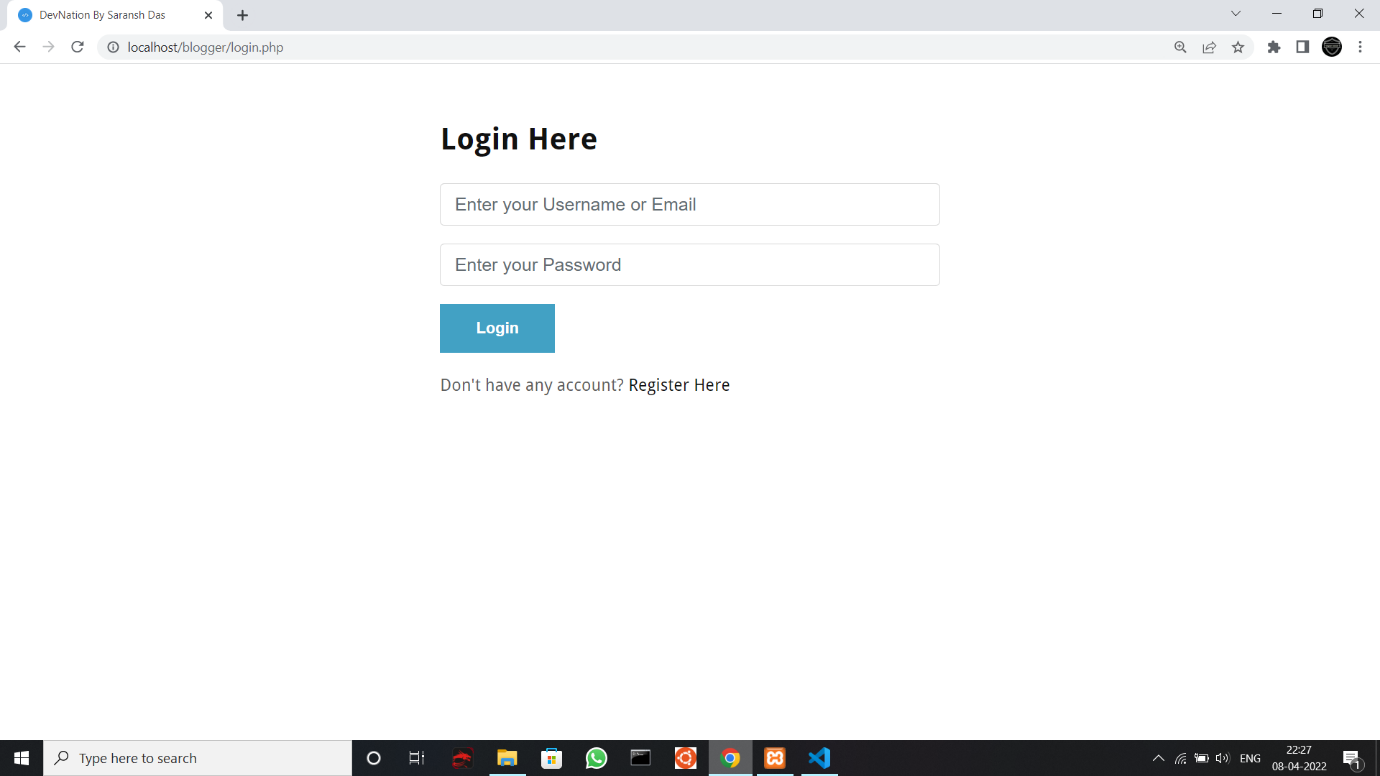 DevNation By Saransh Das
localhost/blogger/login.php
Login Here
Enter your Username or Email
Enter your Password
Login
Don't have any account? Register Here
Type here to search
ENG
22:27
08-04-2022
1